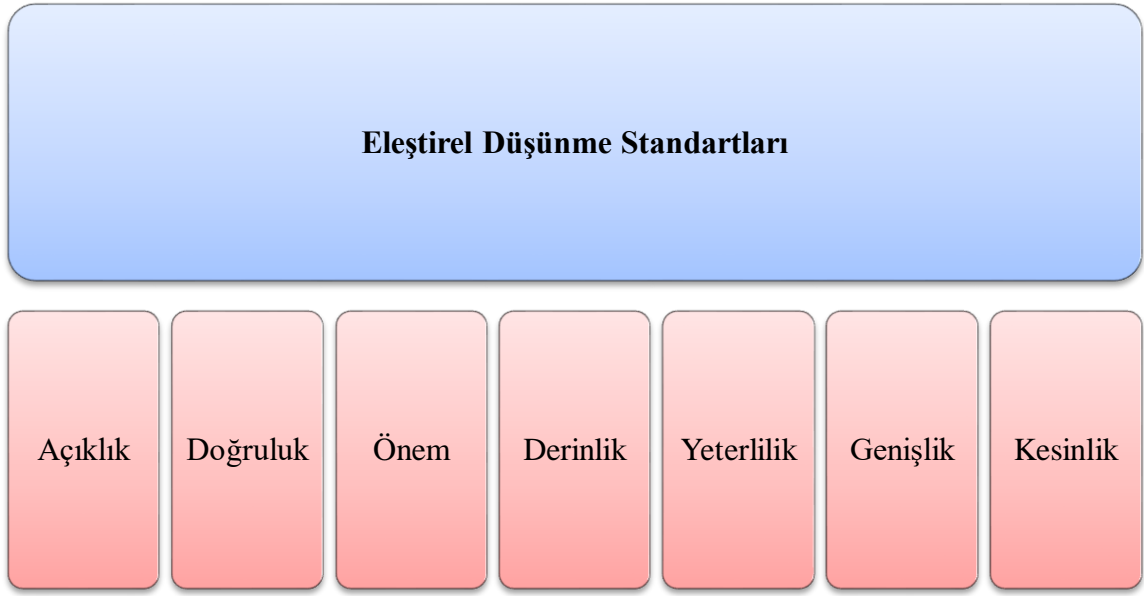 Eleştirel Düşünme Standartları
Açıklık
Doğruluk
Önem
Derinlik
Yeterlilik
Genişlik
Kesinlik